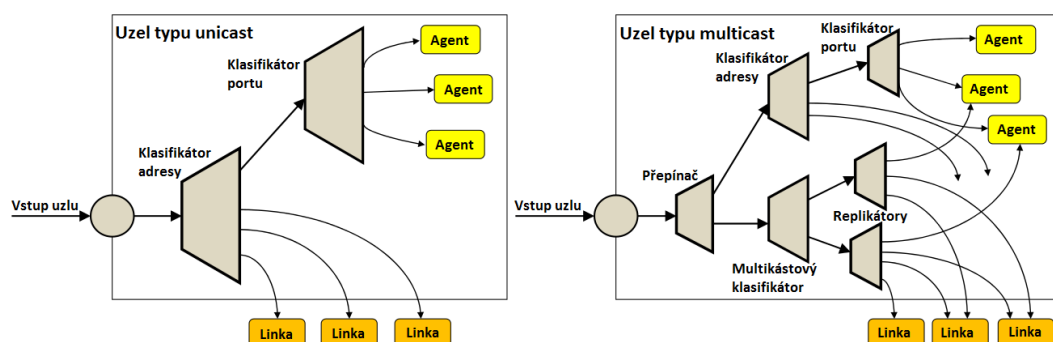 Uzel typu unicast
Klasifikátor
portu
Agent
Agent
Agent
Klasifikátor
adresy
Vstup uzlu
Linka
Linka
Linka
Uzel typu multicast
Klasifikátor
portu
Klasifikátor
adresy
Agent
Agent
Agent
Přepínač
Vstup uzlu
Replikátory
Multikástový
klasifikátor
Linka
Linka
Linka